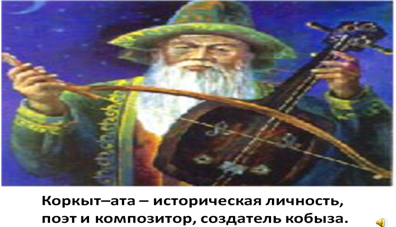 Коркыт–ата – историческая личность,
поэт и композитор, создатель кобыза.